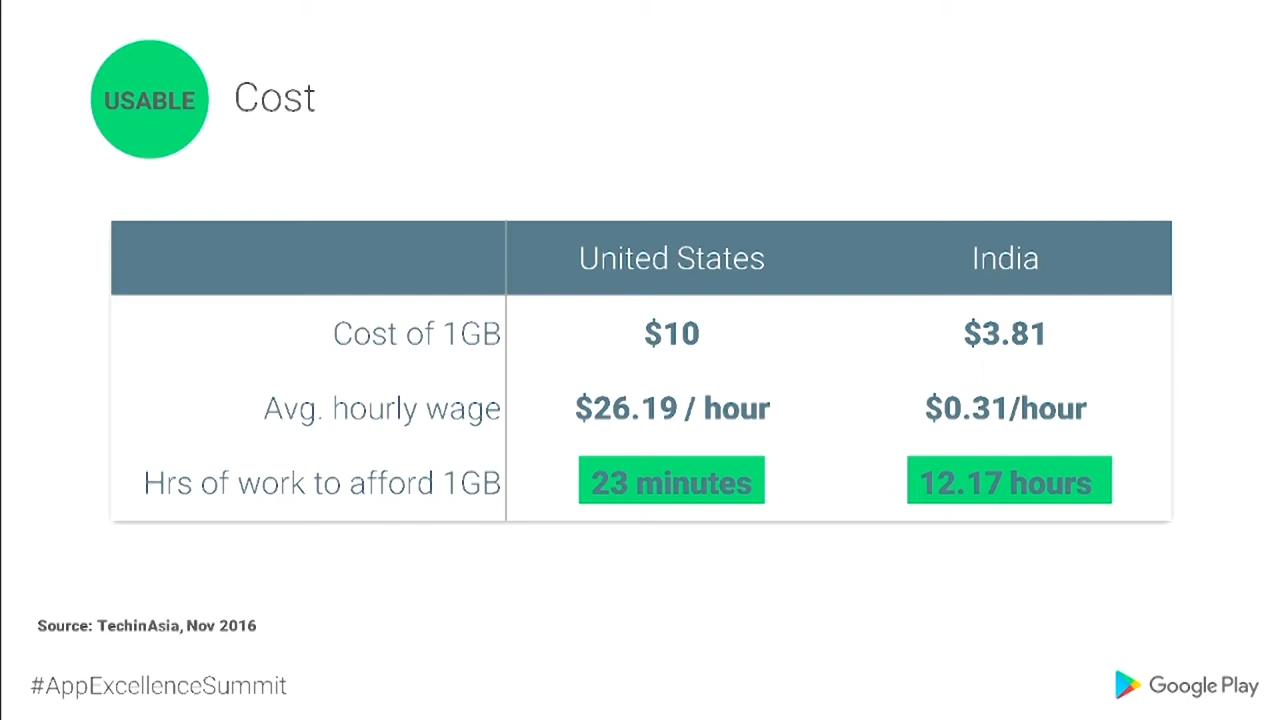 USABLE
Cost
United States India
Cost of 1GB $10 $3.81
Avg. hourly wage $26.19 / hour $0.31/hour
Hrs of work to afford 1GB 23 minutes 12.17 hours
Source: TechinAsia, Nov 2016
#AppExcellenceSummit
Google Play